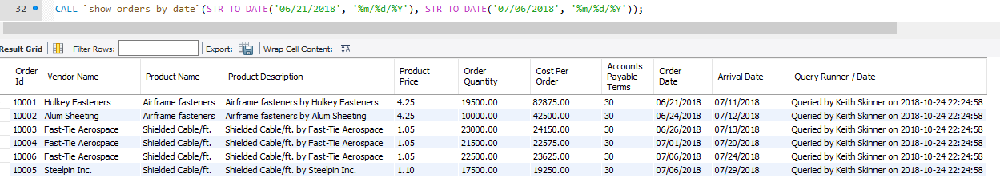 32 CALL `show_orders_by_date`(STR_TO_DATE('06/21/2018', '%m/%d/%Y'), STR_TO_DATE('07/06/2018', '%m/%d/%Y'));
Result Grid Filter Rows: Export: Wrap Cell Content:
Order Id Vendor Name Product Name Product Description Product Price Order Quantity Cost Per Order Accounts Payable Terms Order Date Arrival Date Query Runner / Date
10001 Hulkey Fasteners Airframe fasteners Airframe fasteners by Hulkey Fasteners 4.25 19500.00 82875.00 30 06/21/2018 07/11/2018 Queried by Keith Skinner on 2018-10-24 22:24:58
10002 Alum Sheeting Airframe fasteners Airframe fasteners by Alum Sheeting 4.25 10000.00 42500.00 30 06/24/2018 07/12/2018 Queried by Keith Skinner on 2018-10-24 22:24:58
10003 Fast-Tie Aerospace Shielded Cable/ft. Shielded Cable/ft. by Fast-Tie Aerospace 1.05 23000.00 24150.00 30 06/26/2018 07/13/2018 Queried by Keith Skinner on 2018-10-24 22:24:58
10004 Fast-Tie Aerospace Shielded Cable/ft. Shielded Cable/ft. by Fast-Tie Aerospace 1.05 21500.00 22575.00 30 07/01/2018 07/20/2018 Queried by Keith Skinner on 2018-10-24 22:24:58
10006 Fast-Tie Aerospace Shielded Cable/ft. Shielded Cable/ft. by Fast-Tie Aerospace 1.05 22500.00 23625.00 30 07/06/2018 07/24/2018 Queried by Keith Skinner on 2018-10-24 22:24:58
10005 Steelpin Inc. Shielded Cable/ft. Shielded Cable/ft. by Steelpin Inc. 1.10 17500.00 19250.00 30 07/06/2018 07/29/2018 Queried by Keith Skinner on 2018-10-24 22:24:58